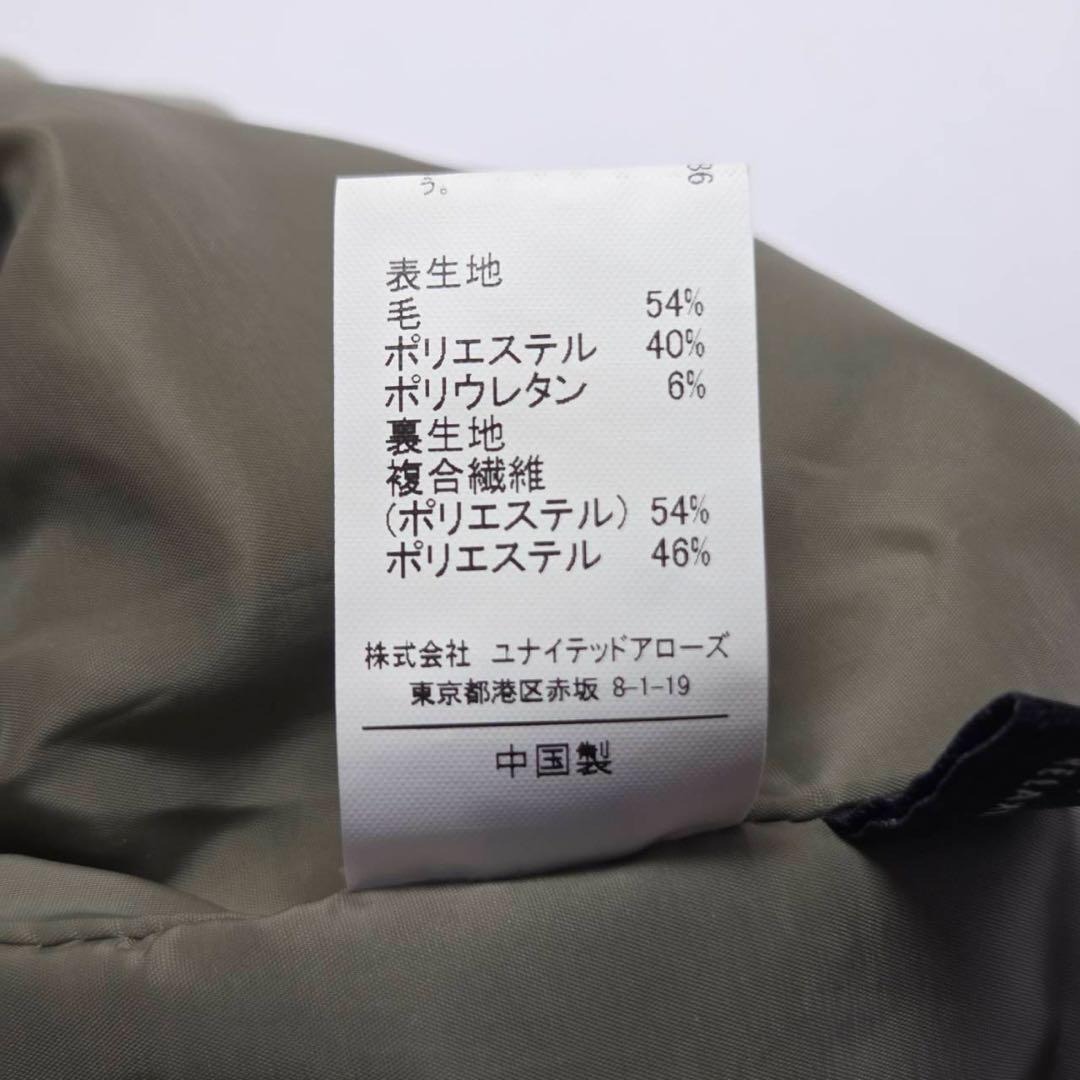 う。
36
表生地
毛 54%
ポリエステル 40%
ポリウレタン 6%
裏生地
複合繊維
(ポリエステル) 54%
ポリエステル 46%
株式会社 ユナイテッドアローズ
東京都港区赤坂 8-1-19
中国製